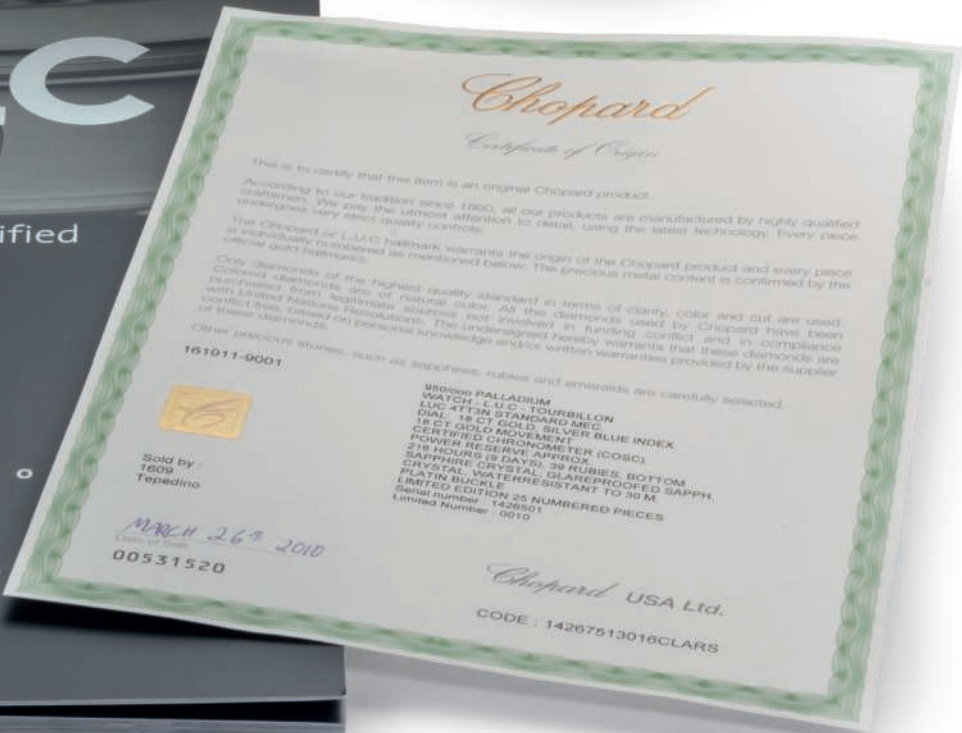 C
ified
o
Chopard
Certificate of Origin
This is to certify that this item is an original Chopard product.
According to our tradition since 1860, all our products are manufactured by highly qualified
craftsmen. We pay the utmost attention to detail, using the latest technology. Every piece
undergoes very strict quality controls.
The Chopard or L.U.C hallmark warrants the origin of the Chopard product and every piece
is individually numbered as mentioned below. The precious metal content is confirmed by the
official gold hallmarks.
Only diamonds of the highest quality standard in terms of clarity, color and cut are used.
Colored diamonds are of natural color. All the diamonds used by Chopard have been
purchased from legitimate sources not involved in funding conflict and in compliance
with United Nations Resolutions. The undersigned hereby warrants that these diamonds are
conflict free, based on personal knowledge and/or written warranties provided by the supplier
of these diamonds.
Other precious stones, such as sapphires, rubies and emeralds are carefully selected.
161911-9001
950/000 PALLADIUM
WATCH - L.U.C - TOURBILLON
LUC 4TT3N STANDARD MEC.
DIAL: 18 CT GOLD, SILVER BLUE INDEX
18 CT GOLD MOVEMENT
CERTIFIED CHRONOMETER (COSC),
POWER RESERVE APPROX.
216 HOURS (9 DAYS), 39 RUBIES, BOTTOM
SAPPHIRE CRYSTAL, GLAREPROOFED SAPPH.
CRYSTAL, WATERRESISTANT TO 30 M
PLATIN BUCKLE
LIMITED EDITION 25 NUMBERED PIECES
Serial number : 1426501
Limited Number : 0010
Sold by :
1609
Tepedino
MARCH 26th 2010
Date of Sale
00531520
Chopard USA Ltd.
CODE : 14267513016CLARS